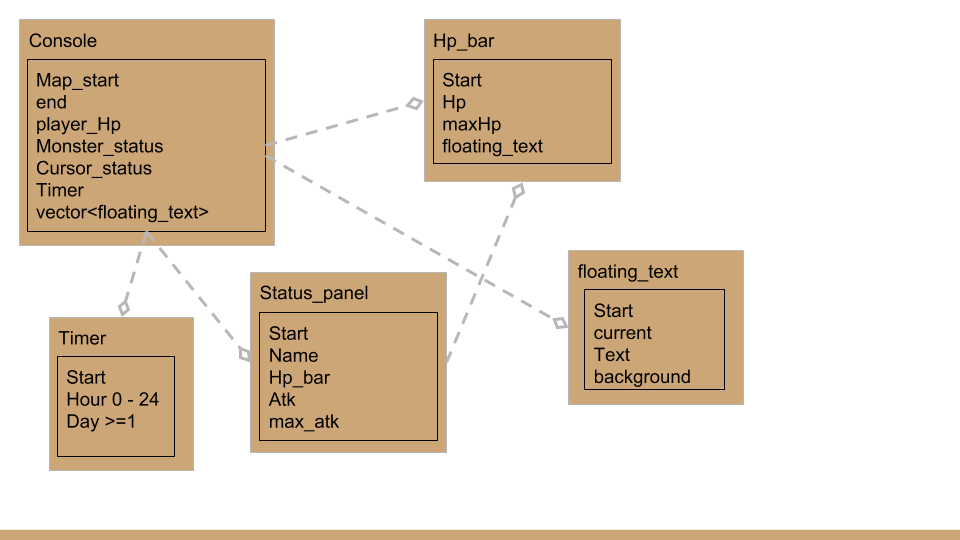 Console
Map_start
end
player_Hp
Monster_status
Cursor_status
Timer
vector<floating_text>
Hp_bar
Start
Hp
maxHp
floating_text
Timer
Start
Hour 0 - 24
Day >=1
Status_panel
Start
Name
Hp_bar
Atk
max_atk
floating_text
Start
current
Text
background